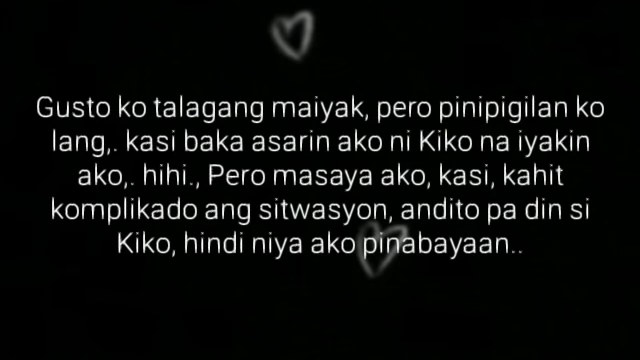 Gusto ko talagang maiyak, pero pinipigilan ko
lang,. kasi baka asarin ako ni Kiko na iyakin
ako,. hihi., Pero masaya ako, kasi, kahit
komplikado ang sitwasyon, andito pa din si
Kiko, hindi niya ako pinabayaan..